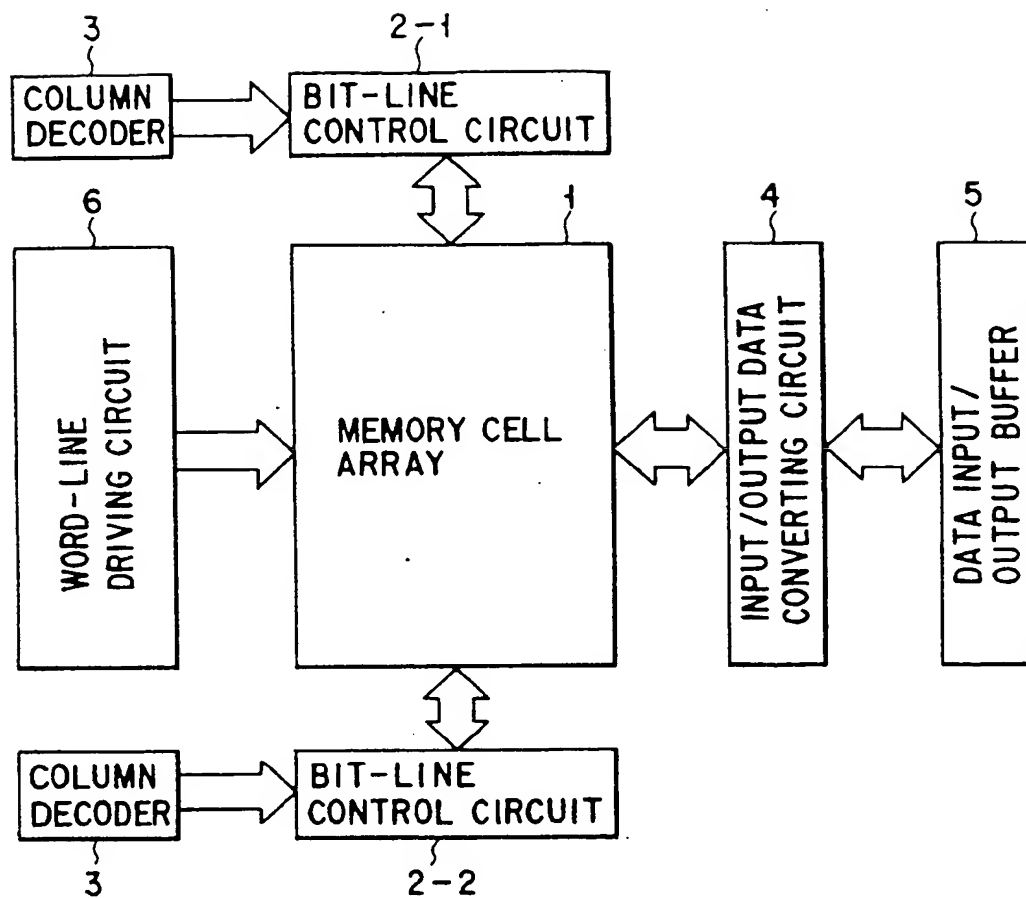 3
2-1
COLUMN
DECODER
BIT-LINE
CONTROL CIRCUIT
6
1
4
5
WORD-LINE
DRIVING CIRCUIT
MEMORY CELL
ARRAY
INPUT/OUTPUT DATA
CONVERTING CIRCUIT
DATA INPUT/
OUTPUT BUFFER
COLUMN
DECODER
BIT-LINE
CONTROL CIRCUIT
3
2-2